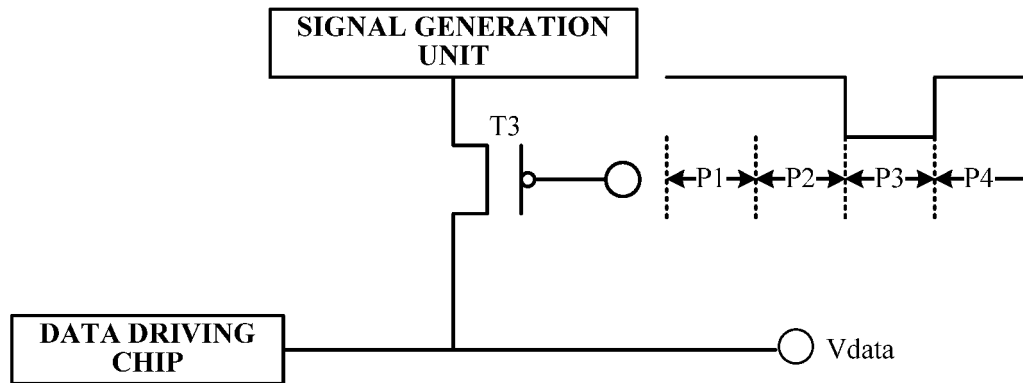 SIGNAL GENERATION
UNIT
T3
P1 P2 P3 P4
DATA DRIVING
CHIP
Vdata